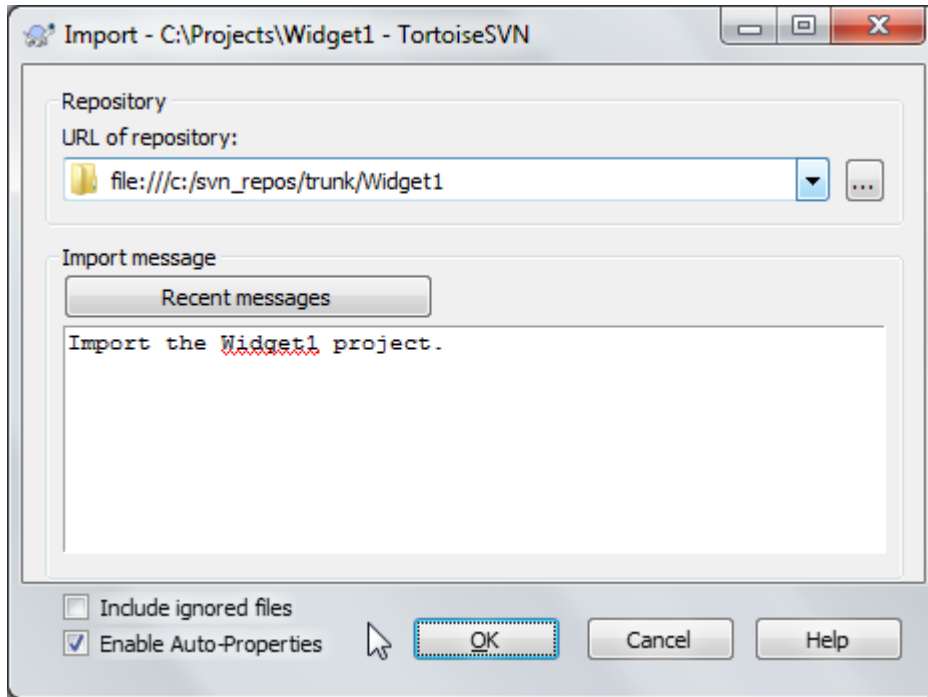 Import - C:\Projects\Widget1 - TortoiseSVN
Repository
URL of repository:
file:///c:/svn_repos/trunk/Widget1
...
Import message
Recent messages
Import the Widget1 project.
Include ignored files
Enable Auto-Properties
OK
Cancel
Help